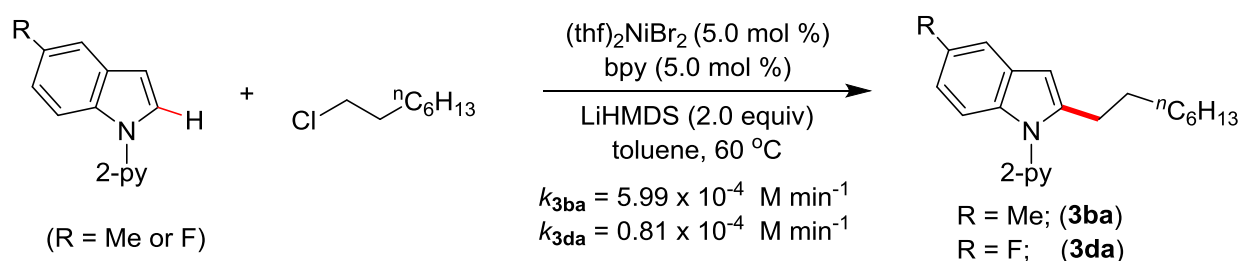 R
H
N
2-py
(R = Me or F)
+
Cl
ⁿC₆H₁₃
(thf)₂NiBr₂ (5.0 mol %)
bpy (5.0 mol %)
LiHMDS (2.0 equiv)
toluene, 60 °C
k₃ba = 5.99 x 10⁻⁴ M min⁻¹
k₃da = 0.81 x 10⁻⁴ M min⁻¹
R
N
2-py
ⁿC₆H₁₃
R = Me; (3ba)
R = F; (3da)